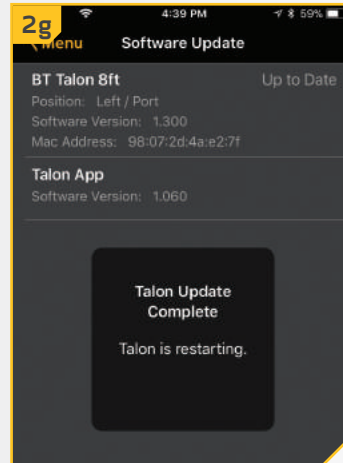 2g
4:39 PM
59%
Menu
Software Update
BT Talon 8ft
Up to Date
Position: Left / Port
Software Version: 1.300
Mac Address: 98:07:2d:4a:e2:7f
Talon App
Software Version: 1.060
Talon Update
Complete
Talon is restarting.